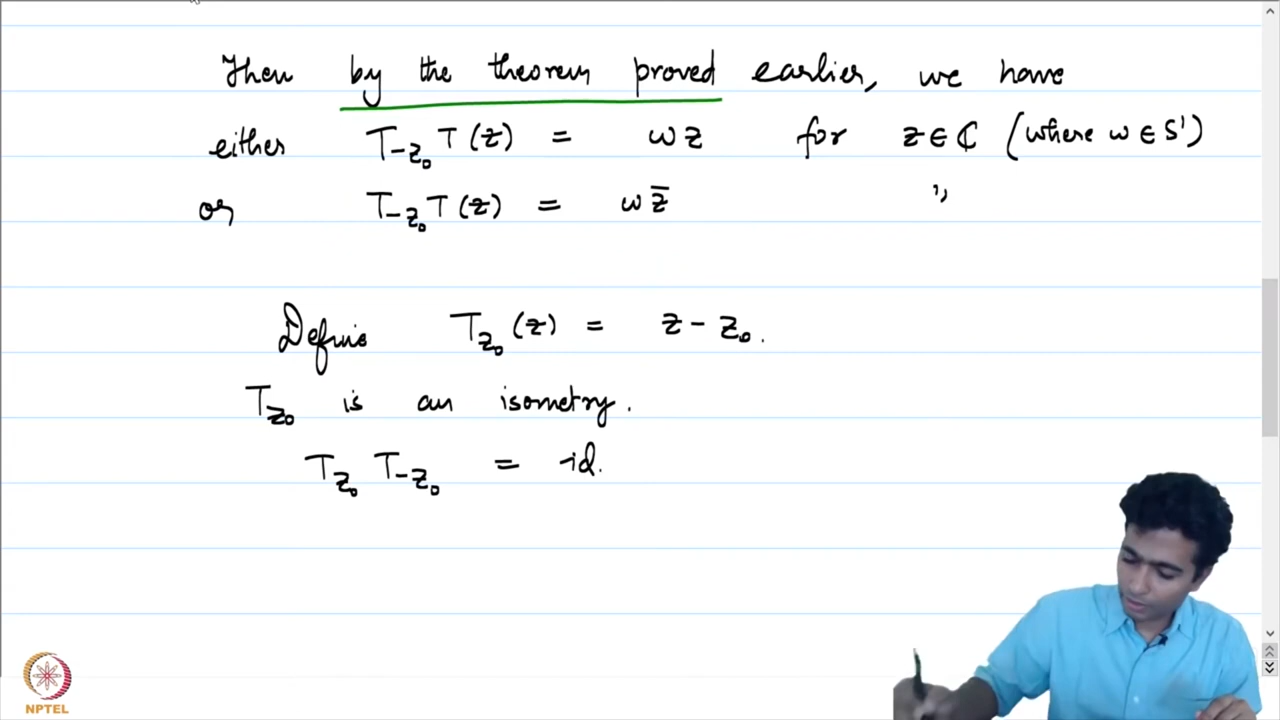 Then by the theorem proved earlier, we have
either T₋z₀ T(z) = ωz for z ∈ ℂ (where ω ∈ S¹)
or T₋z₀ T(z) = ωz̅ ''
Define Tz₀(z) = z - z₀.
Tz₀ is an isometry.
Tz₀ T₋z₀ = id.
NPTEL